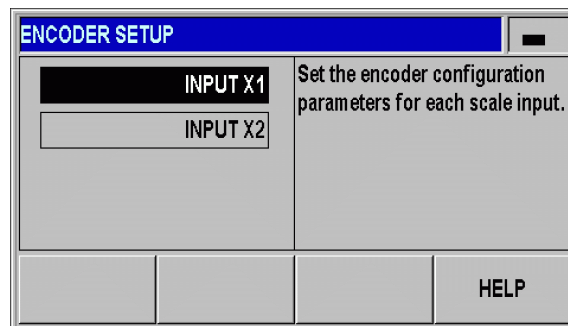 ENCODER SETUP
INPUT X1
INPUT X2
Set the encoder configuration
parameters for each scale input.
HELP